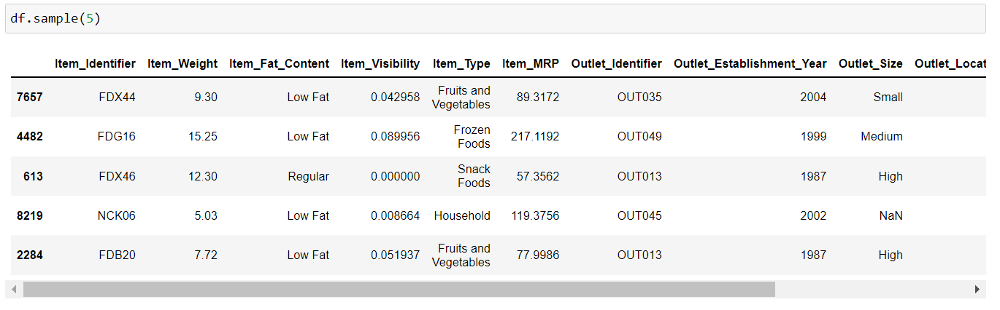 df.sample(5)
Item_Identifier Item_Weight Item_Fat_Content Item_Visibility Item_Type Item_MRP Outlet_Identifier Outlet_Establishment_Year Outlet_Size Outlet_Locat
7657 FDX44 9.30 Low Fat 0.042958 Fruits and Vegetables 89.3172 OUT035 2004 Small
4482 FDG16 15.25 Low Fat 0.089956 Frozen Foods 217.1192 OUT049 1999 Medium
613 FDX46 12.30 Regular 0.000000 Snack Foods 57.3562 OUT013 1987 High
8219 NCK06 5.03 Low Fat 0.008664 Household 119.3756 OUT045 2002 NaN
2284 FDB20 7.72 Low Fat 0.051937 Fruits and Vegetables 77.9986 OUT013 1987 High